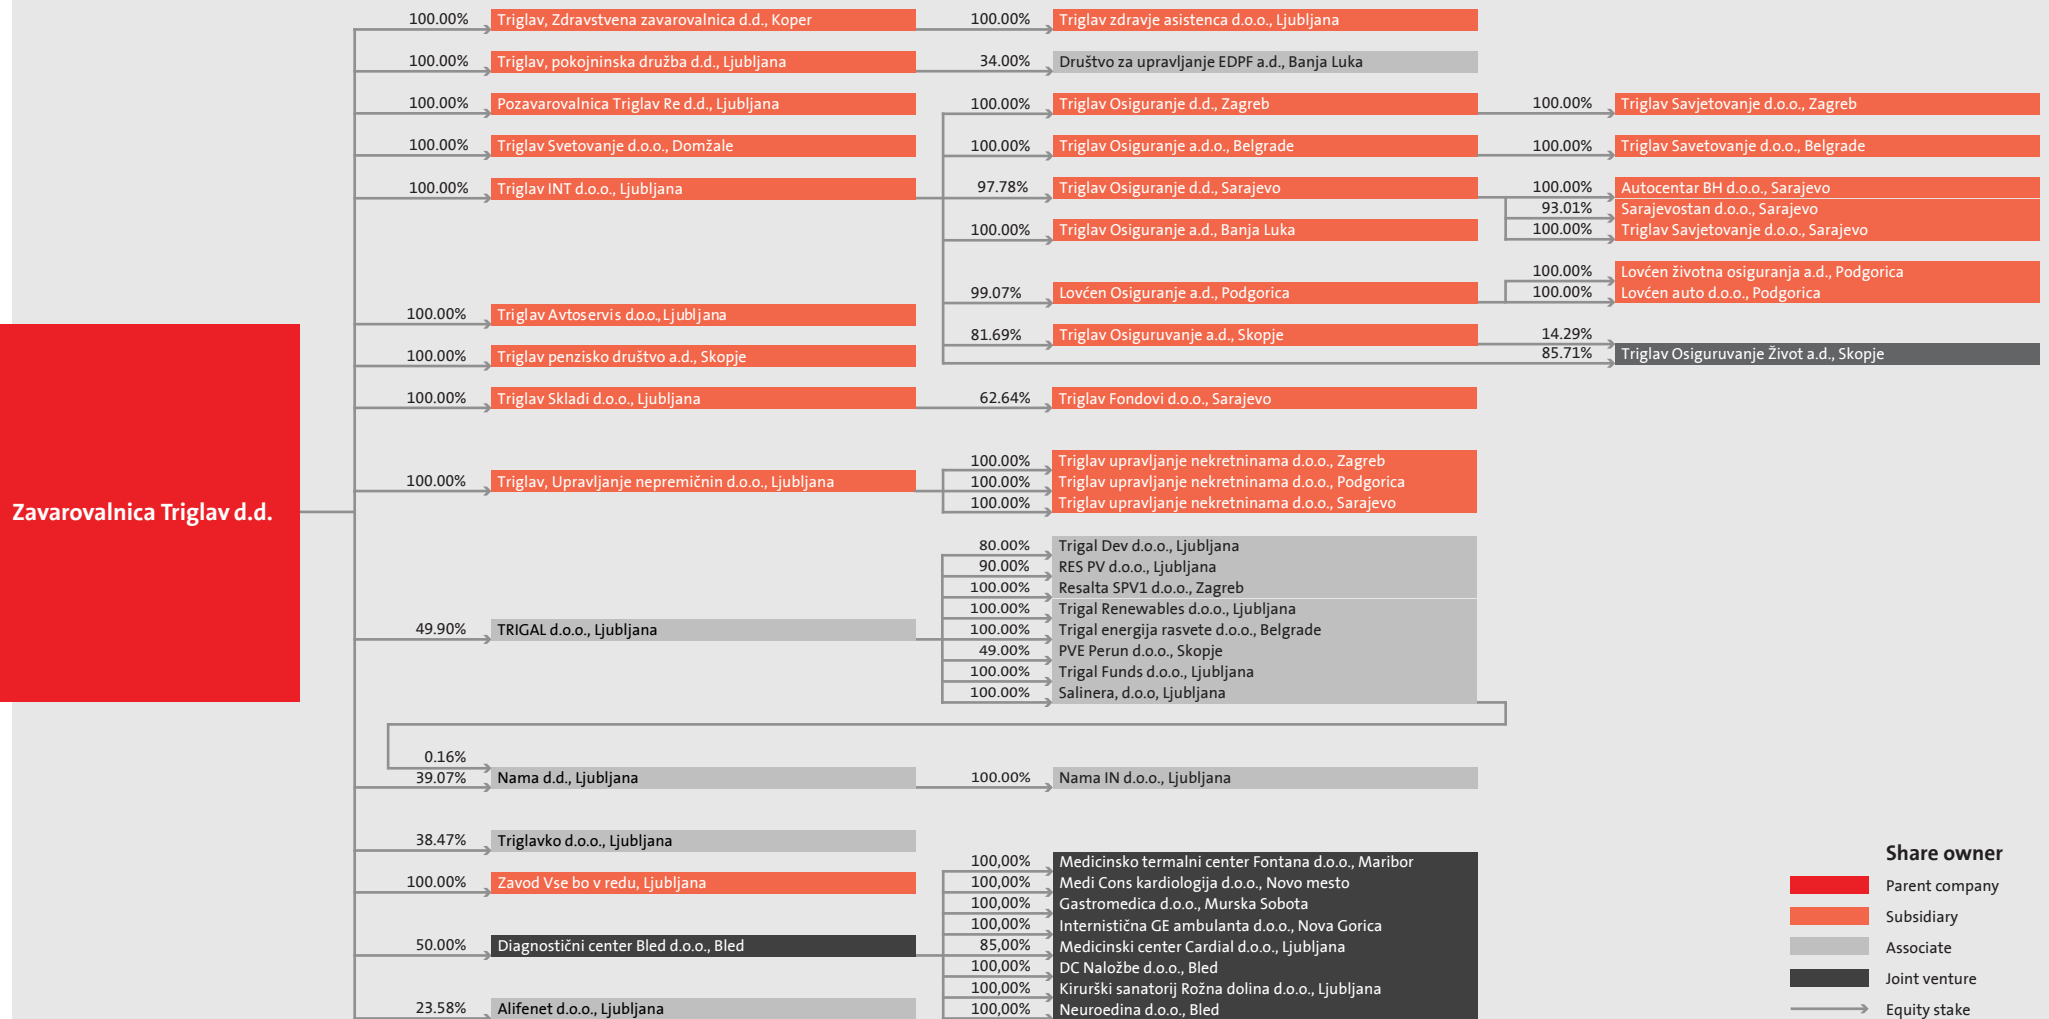 100.00% Triglav, Zdravstvena zavarovalnica d.d., Koper 100.00% Triglav zdravje asistenca d.o.o., Ljubljana
100.00% Triglav, pokojninska družba d.d., Ljubljana 34.00% Društvo za upravljanje EDPF a.d., Banja Luka
100.00% Pozavarovalnica Triglav Re d.d., Ljubljana 100.00% Triglav Osiguranje d.d., Zagreb 100.00% Triglav Savjetovanje d.o.o., Zagreb
100.00% Triglav Svetovanje d.o.o., Domžale 100.00% Triglav Osiguranje a.d.o., Belgrade 100.00% Triglav Savetovanje d.o.o., Belgrade
100.00% Triglav INT d.o.o., Ljubljana 97.78% Triglav Osiguranje d.d., Sarajevo 100.00% Autocentar BH d.o.o., Sarajevo
93.01% Sarajevostan d.o.o., Sarajevo
100.00% Triglav Osiguranje a.d., Banja Luka 100.00% Triglav Savjetovanje d.o.o., Sarajevo
100.00% Lovćen životna osiguranja a.d., Podgorica
99.07% Lovćen Osiguranje a.d., Podgorica 100.00% Lovćen auto d.o.o., Podgorica
100.00% Triglav Avtoservis d.o.o., Ljubljana
81.69% Triglav Osiguruvanje a.d., Skopje 14.29%
100.00% Triglav penzisko društvo a.d., Skopje 85.71% Triglav Osiguruvanje Život a.d., Skopje
100.00% Triglav Skladi d.o.o., Ljubljana 62.64% Triglav Fondovi d.o.o., Sarajevo
100.00% Triglav upravljanje nekretninama d.o.o., Zagreb
100.00% Triglav, Upravljanje nepremičnin d.o.o., Ljubljana 100.00% Triglav upravljanje nekretninama d.o.o., Podgorica
100.00% Triglav upravljanje nekretninama d.o.o., Sarajevo
Zavarovalnica Triglav d.d.
80.00% Trigal Dev d.o.o., Ljubljana
90.00% RES PV d.o.o., Ljubljana
100.00% Resalta SPV1 d.o.o., Zagreb
100.00% Trigal Renewables d.o.o., Ljubljana
49.90% TRIGAL d.o.o., Ljubljana 100.00% Trigal energija rasvete d.o.o., Belgrade
49.00% PVE Perun d.o.o., Skopje
100.00% Trigal Funds d.o.o., Ljubljana
100.00% Salinera, d.o.o, Ljubljana
0.16%
39.07% Nama d.d., Ljubljana 100.00% Nama IN d.o.o., Ljubljana
38.47% Triglavko d.o.o., Ljubljana
100,00% Medicinsko termalni center Fontana d.o.o., Maribor
100.00% Zavod Vse bo v redu, Ljubljana 100,00% Medi Cons kardiologija d.o.o., Novo mesto
100,00% Gastromedica d.o.o., Murska Sobota
100,00% Internistična GE ambulanta d.o.o., Nova Gorica
50.00% Diagnostični center Bled d.o.o., Bled 85,00% Medicinski center Cardial d.o.o., Ljubljana
100,00% DC Naložbe d.o.o., Bled
100,00% Kirurški sanatorij Rožna dolina d.o.o., Ljubljana
23.58% Alifenet d.o.o., Ljubljana 100,00% Neuroedina d.o.o., Bled
Share owner
Parent company
Subsidiary
Associate
Joint venture
Equity stake